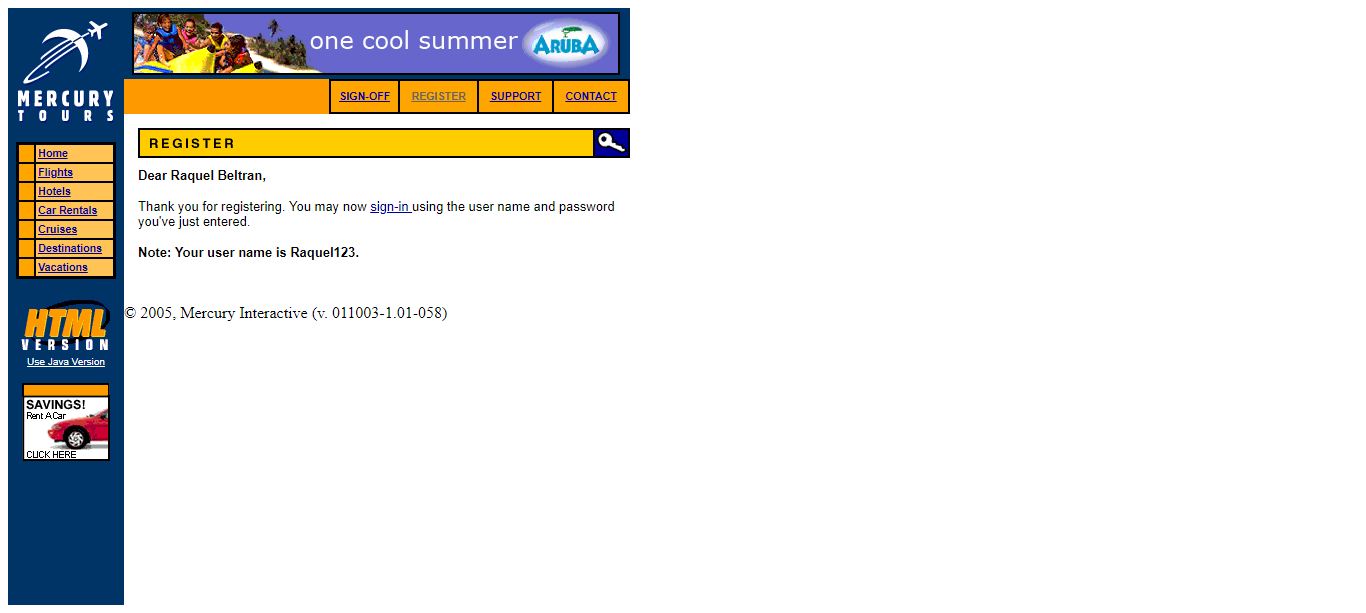 one cool summer ARUBA
MERCURY
TOURS
SIGN-OFF REGISTER SUPPORT CONTACT
Home
Flights
Hotels
Car Rentals
Cruises
Destinations
Vacations
HTML
VERSION
Use Java Version
SAVINGS!
Rent A Car
CLICK HERE
REGISTER
Dear Raquel Beltran,
Thank you for registering. You may now sign-in using the user name and password
you've just entered.
Note: Your user name is Raquel123.
© 2005, Mercury Interactive (v. 011003-1.01-058)